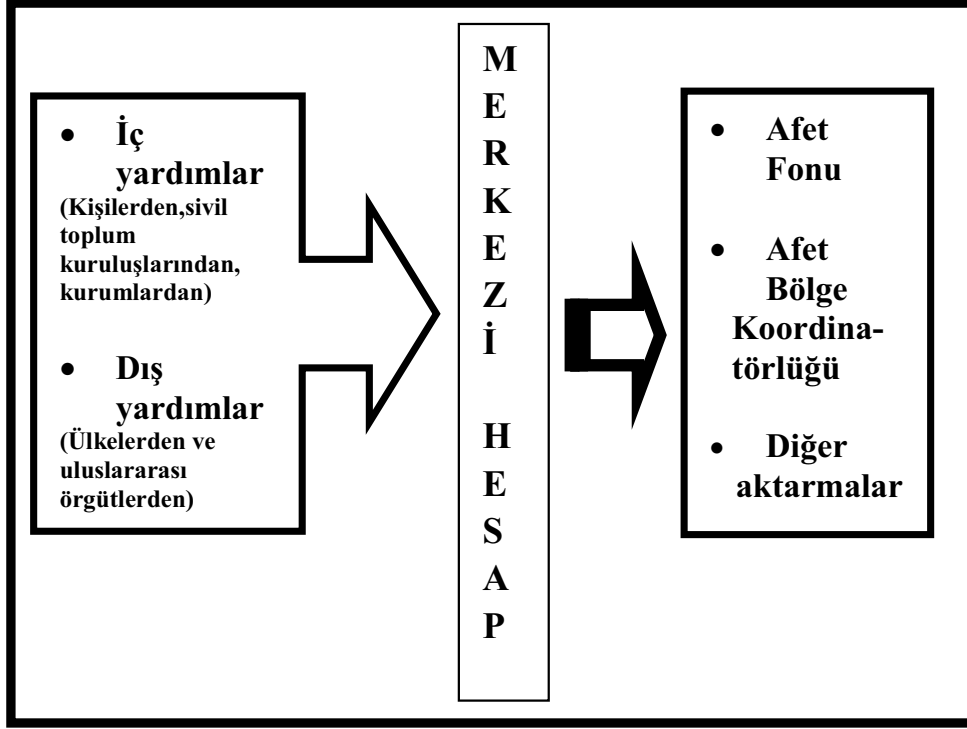 • İç
yardımlar
(Kişilerden,sivil
toplum
kuruluşlarından,
kurumlardan)
• Dış
yardımlar
(Ülkelerden ve
uluslararası
örgütlerden)
M
E
R
K
E
Z
İ
H
E
S
A
P
• Afet
Fonu
• Afet
Bölge
Koordina-
törlüğü
• Diğer
aktarmalar